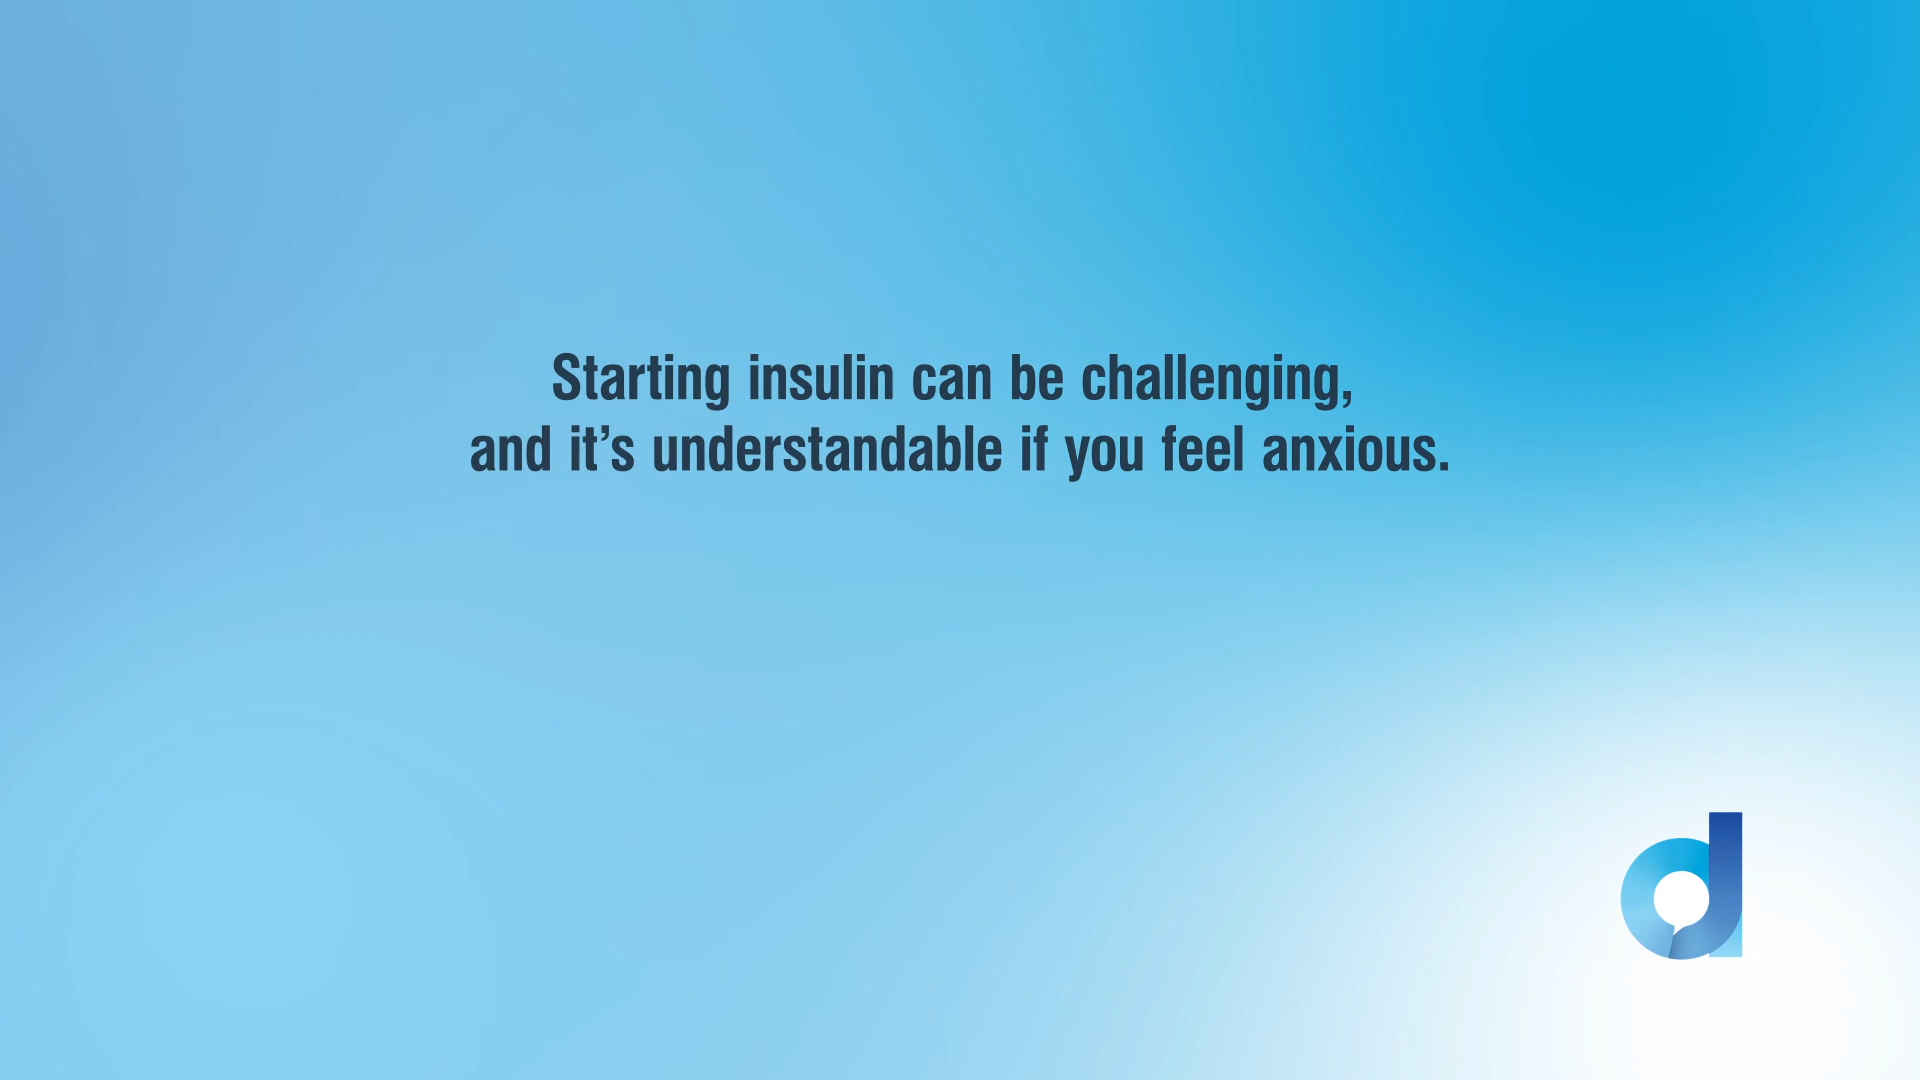 Starting insulin can be challenging,
and it’s understandable if you feel anxious.